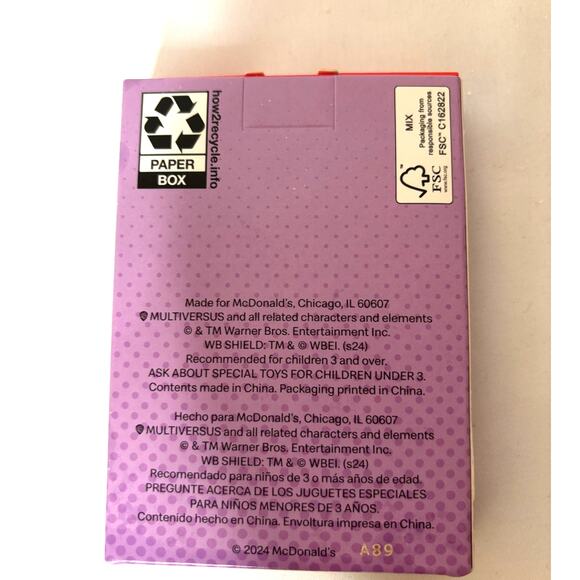 how2recycle.info
PAPER
BOX
MIX
Packaging from
responsible sources
FSC™ C162822
FSC
www.fsc.org
Made for McDonald's, Chicago, IL 60607
MULTIVERSUS and all related characters and elements
© & TM Warner Bros. Entertainment Inc.
WB SHIELD: TM & © WBEI. (s24)
Recommended for children 3 and over.
ASK ABOUT SPECIAL TOYS FOR CHILDREN UNDER 3.
Contents made in China. Packaging printed in China.
Hecho para McDonald's, Chicago, IL 60607
MULTIVERSUS and all related characters and elements
© & TM Warner Bros. Entertainment Inc.
WB SHIELD: TM & © WBEI. (s24)
Recomendado para niños de 3 o más años de edad.
PREGUNTE ACERCA DE LOS JUGUETES ESPECIALES
PARA NIÑOS MENORES DE 3 AÑOS.
Contenido hecho en China. Envoltura impresa en China.
© 2024 McDonald's A89